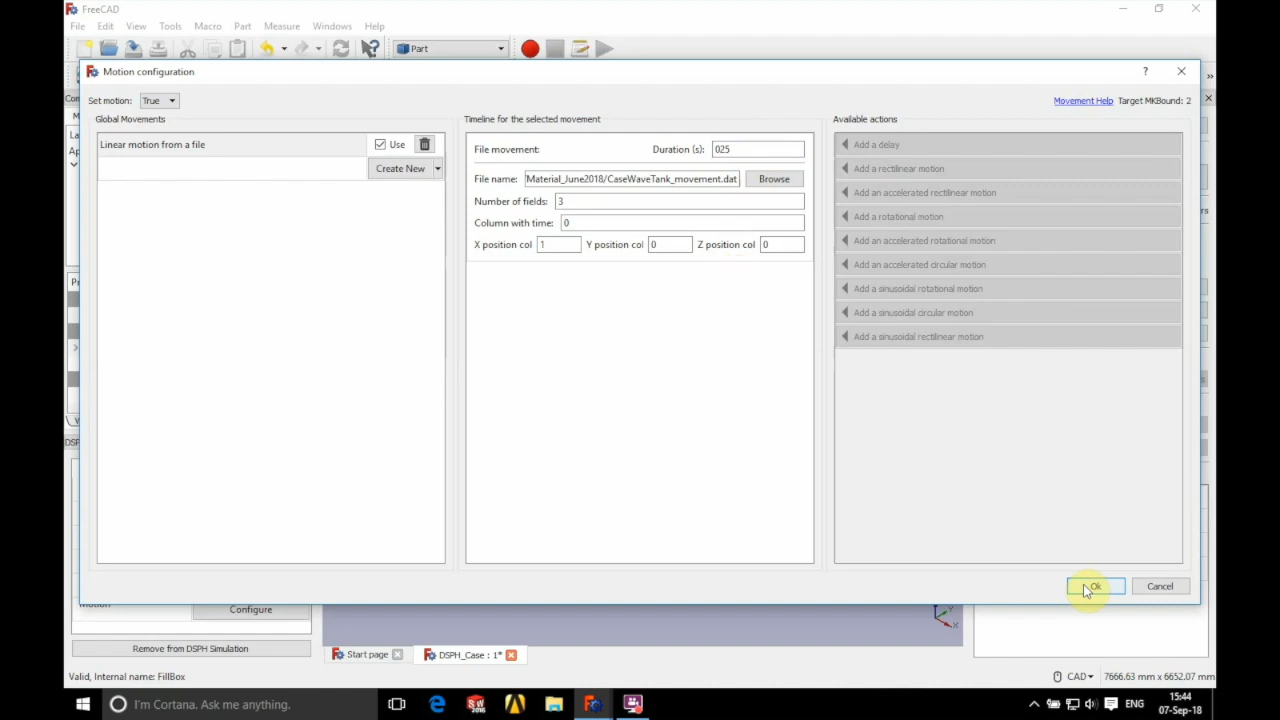 FreeCAD
File Edit View Tools Macro Part Measure Windows Help
Part
Motion configuration
Set motion: True
Movement Help Target MKBound: 2
Global Movements
Linear motion from a file
Use
Create New
Timeline for the selected movement
File movement:
Duration (s): 025
File name: Material_June2018/CaseWaveTank_movement.dat Browse
Number of fields: 3
Column with time: 0
X position col 1 Y position col 0 Z position col 0
Available actions
Add a delay
Add a rectilinear motion
Add an accelerated rectilinear motion
Add a rotational motion
Add an accelerated rotational motion
Add an accelerated circular motion
Add a sinusoidal rotational motion
Add a sinusoidal circular motion
Add a sinusoidal rectilinear motion
Ok Cancel
Motion Configure
Remove from DSPH Simulation
Start page
DSPH_Case : 1*
Valid, Internal name: FillBox
CAD 7666.63 mm x 6652.07 mm
I'm Cortana. Ask me anything.
ENG
15:44
07-Sep-18